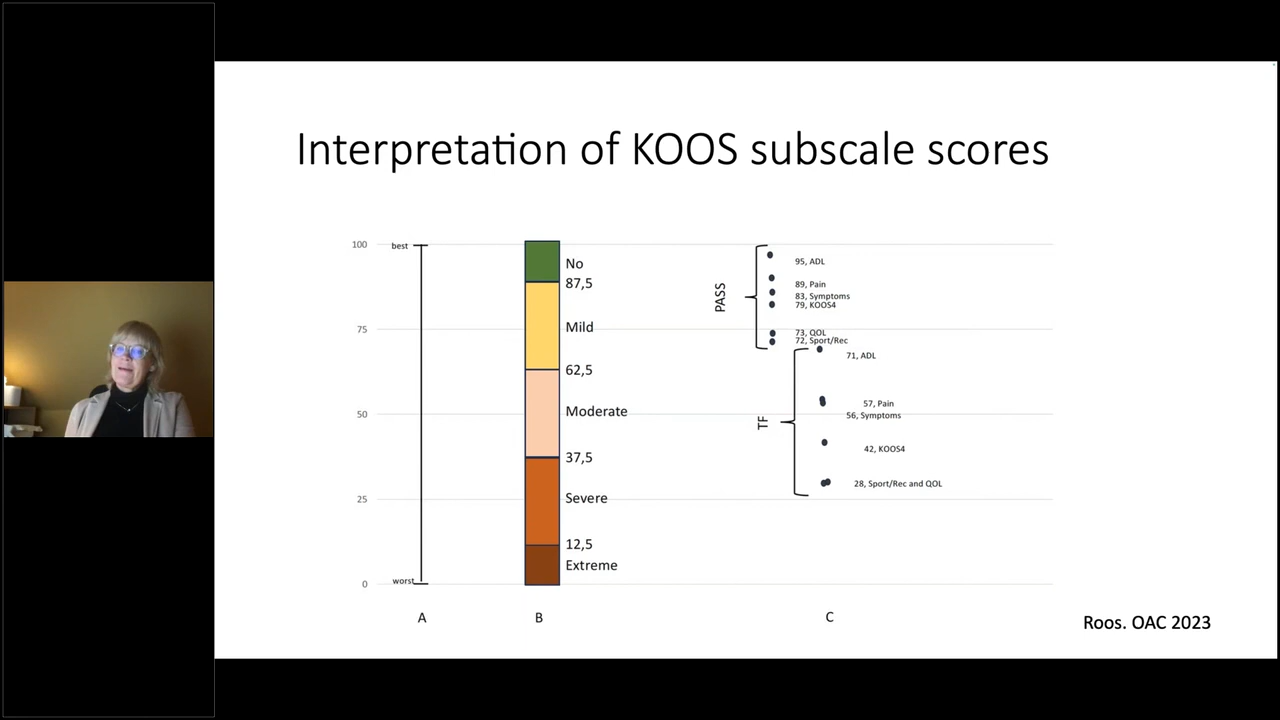 Interpretation of KOOS subscale scores
100
75
50
25
0
best
worst
No
87,5
Mild
62,5
Moderate
37,5
Severe
12,5
Extreme
PASS
95, ADL
89, Pain
83, Symptoms
79, KOOS4
73, QOL
72, Sport/Rec
TF
71, ADL
57, Pain
56, Symptoms
42, KOOS4
28, Sport/Rec and QOL
A
B
C
Roos. OAC 2023